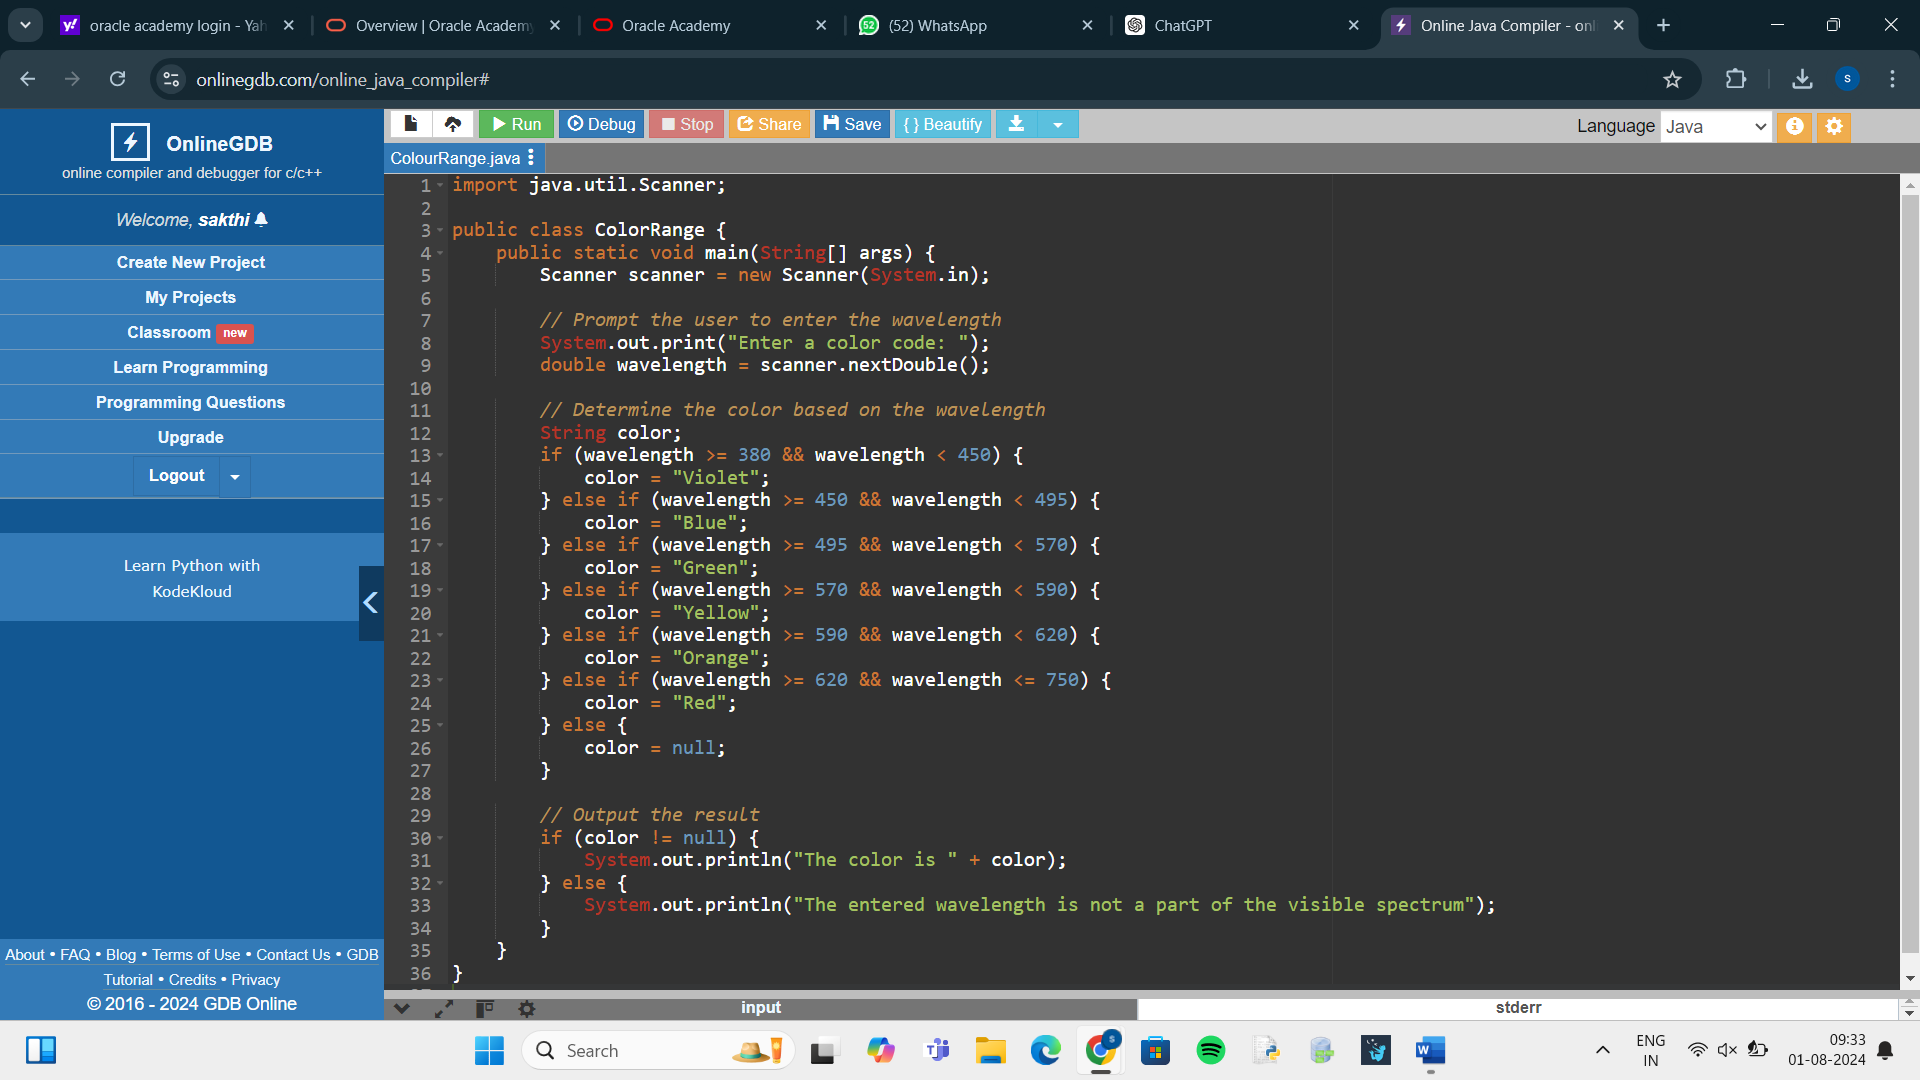 oracle academy login - Yah
Overview | Oracle Academy
Oracle Academy
(52) WhatsApp
ChatGPT
Online Java Compiler - onl
onlinegdb.com/online_java_compiler#
S
OnlineGDB
online compiler and debugger for c/c++
Welcome, sakthi
Create New Project
My Projects
Classroom new
Learn Programming
Programming Questions
Upgrade
Logout
Learn Python with
KodeKloud
About • FAQ • Blog • Terms of Use • Contact Us • GDB
Tutorial • Credits • Privacy
© 2016 - 2024 GDB Online
Run Debug Stop Share Save { } Beautify
Language Java
ColourRange.java
1 import java.util.Scanner;
2
3 public class ColorRange {
4 public static void main(String[] args) {
5 Scanner scanner = new Scanner(System.in);
6
7 // Prompt the user to enter the wavelength
8 System.out.print("Enter a color code: ");
9 double wavelength = scanner.nextDouble();
10
11 // Determine the color based on the wavelength
12 String color;
13 if (wavelength >= 380 && wavelength < 450) {
14 color = "Violet";
15 } else if (wavelength >= 450 && wavelength < 495) {
16 color = "Blue";
17 } else if (wavelength >= 495 && wavelength < 570) {
18 color = "Green";
19 } else if (wavelength >= 570 && wavelength < 590) {
20 color = "Yellow";
21 } else if (wavelength >= 590 && wavelength < 620) {
22 color = "Orange";
23 } else if (wavelength >= 620 && wavelength <= 750) {
24 color = "Red";
25 } else {
26 color = null;
27 }
28
29 // Output the result
30 if (color != null) {
31 System.out.println("The color is " + color);
32 } else {
33 System.out.println("The entered wavelength is not a part of the visible spectrum");
34 }
35 }
36 }
input
stderr
Search
ENG
IN
09:33
01-08-2024